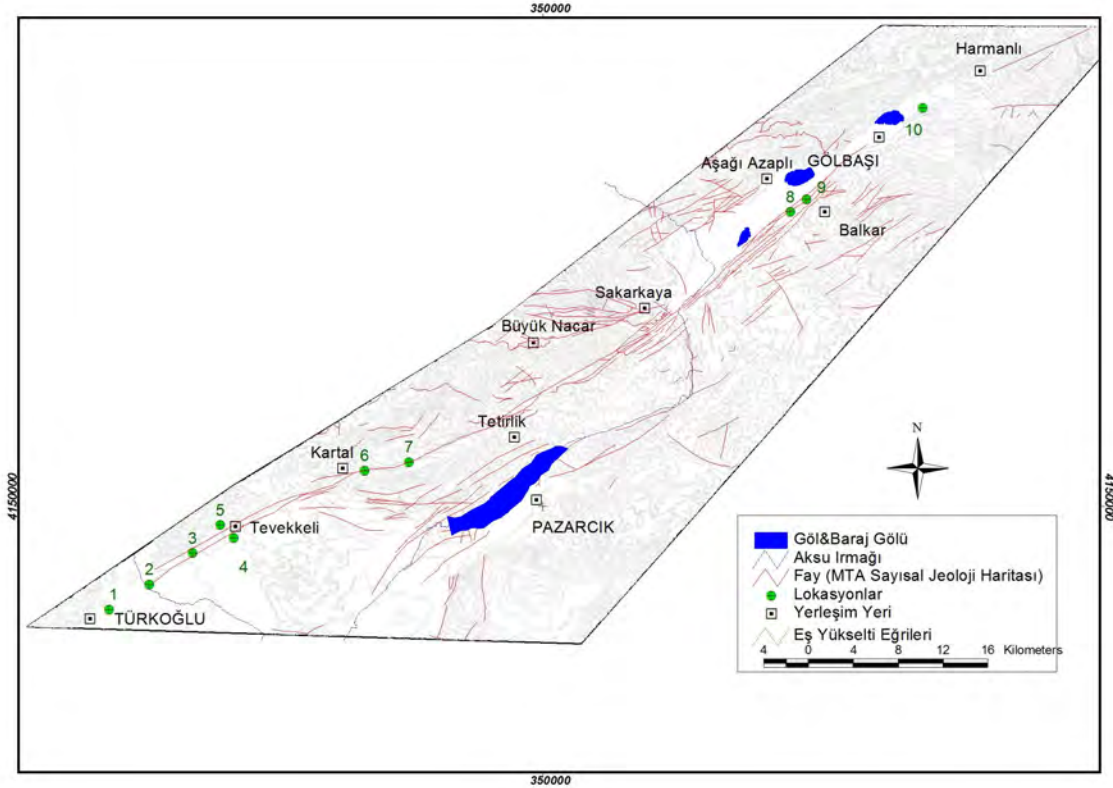 350000
Harmanlı
10
GÖLBAŞI
Aşağı Azaplı
9
8
Balkar
Sakarkaya
Büyük Nacar
Tetirlik
N
Kartal
6
7
4150000
4150000
5
Tevekkeli
PAZARCIK
3
4
2
1
TÜRKOĞLU
Göl&Baraj Gölü
Aksu Irmağı
Fay (MTA Sayısal Jeoloji Haritası)
Lokasyonlar
Yerleşim Yeri
Eş Yükselti Eğrileri
4 0 4 8 12 16 Kilometers
350000